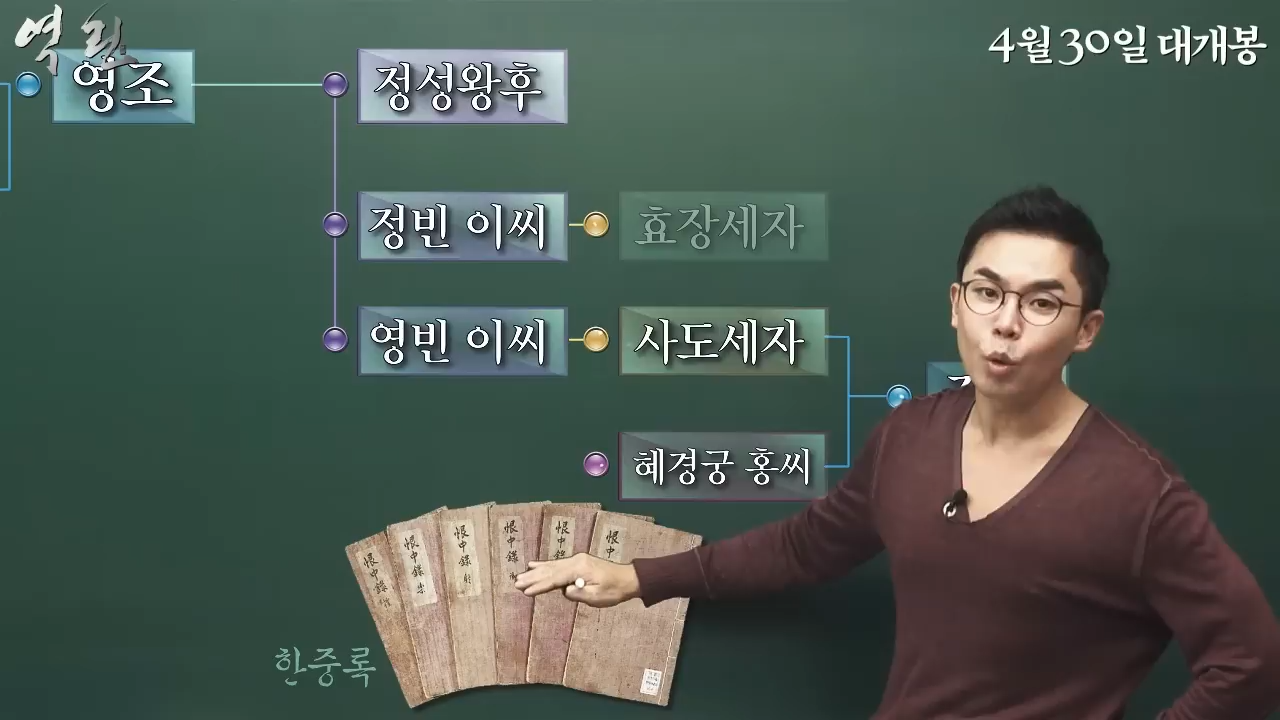 역린
4월 30일 대개봉
영조
정성왕후
정빈 이씨
효장세자
영빈 이씨
사도세자
혜경궁 홍씨
恨中錄
恨中錄
恨中錄
恨中錄
恨中
恨中
한중록